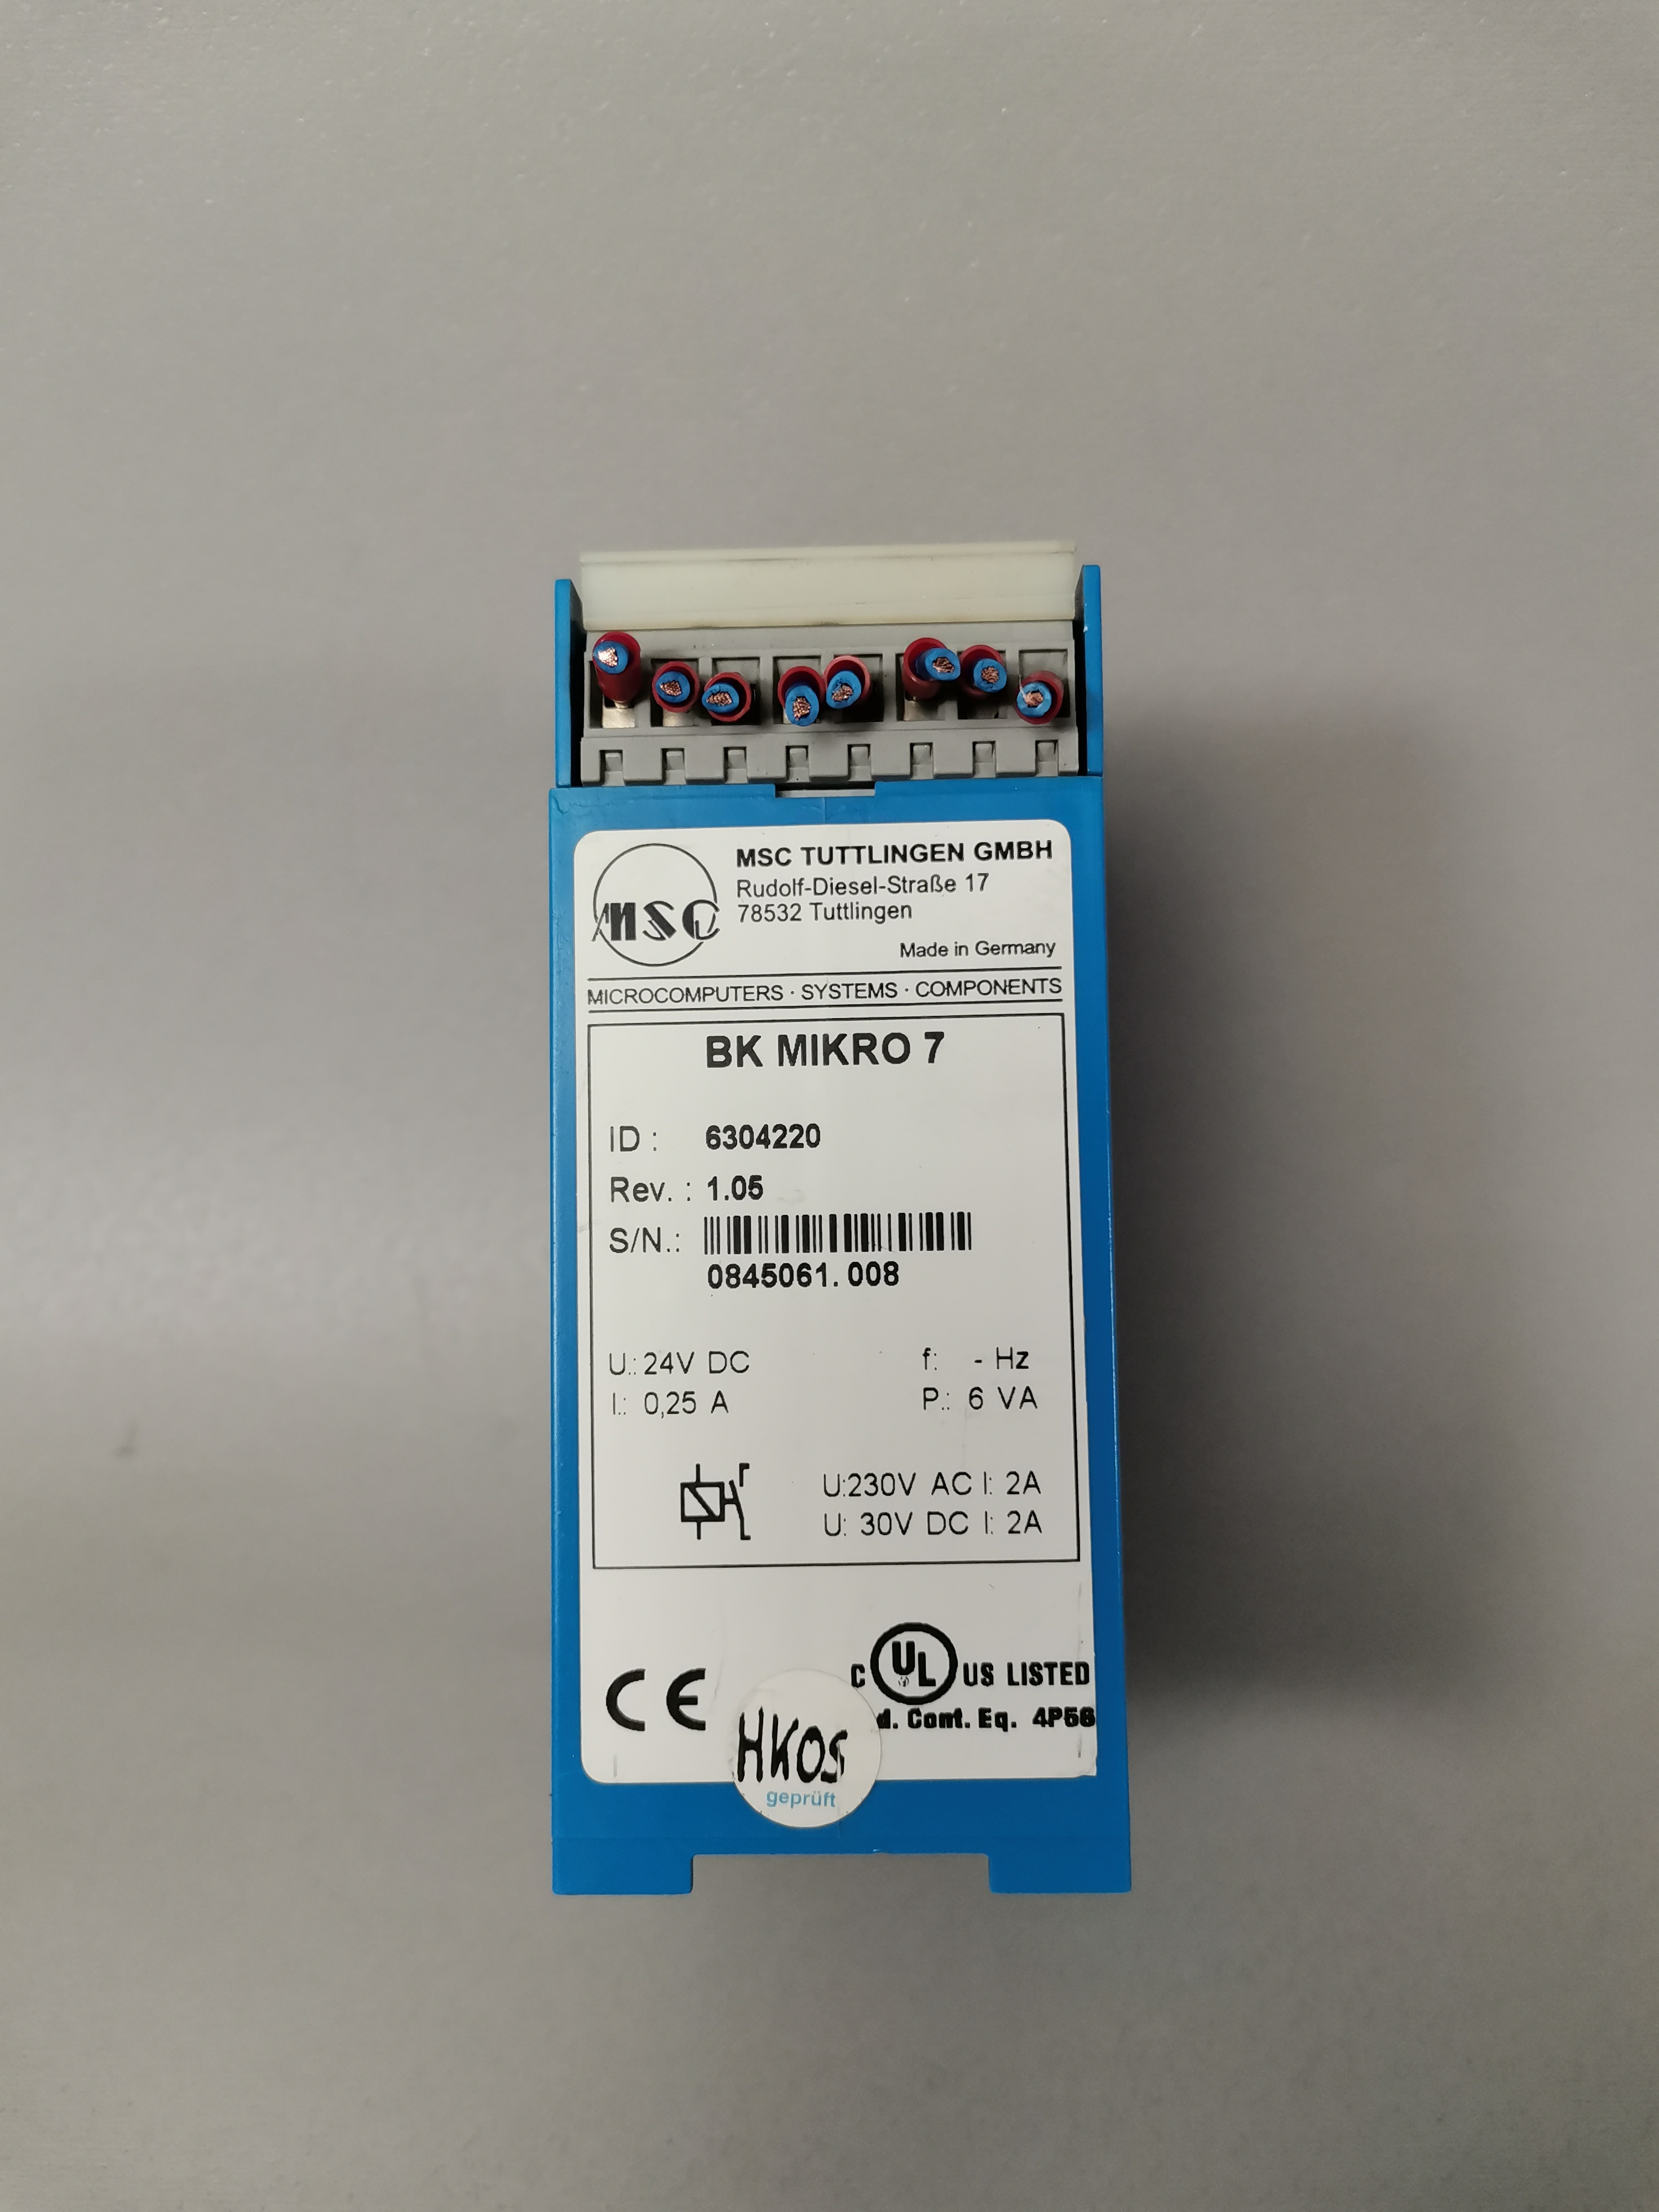 MSC
MSC TUTTLINGEN GMBH
Rudolf-Diesel-Straße 17
78532 Tuttlingen
Made in Germany
MICROCOMPUTERS · SYSTEMS · COMPONENTS
BK MIKRO 7
ID : 6304220
Rev. : 1.05
S/N.:
0845061.008
U.: 24V DC f: - Hz
I.: 0,25 A P.: 6 VA
U:230V AC I: 2A
U: 30V DC I: 2A
CE
C UL US LISTED
d. Cont. Eq. 4P56
HKOS
geprüft